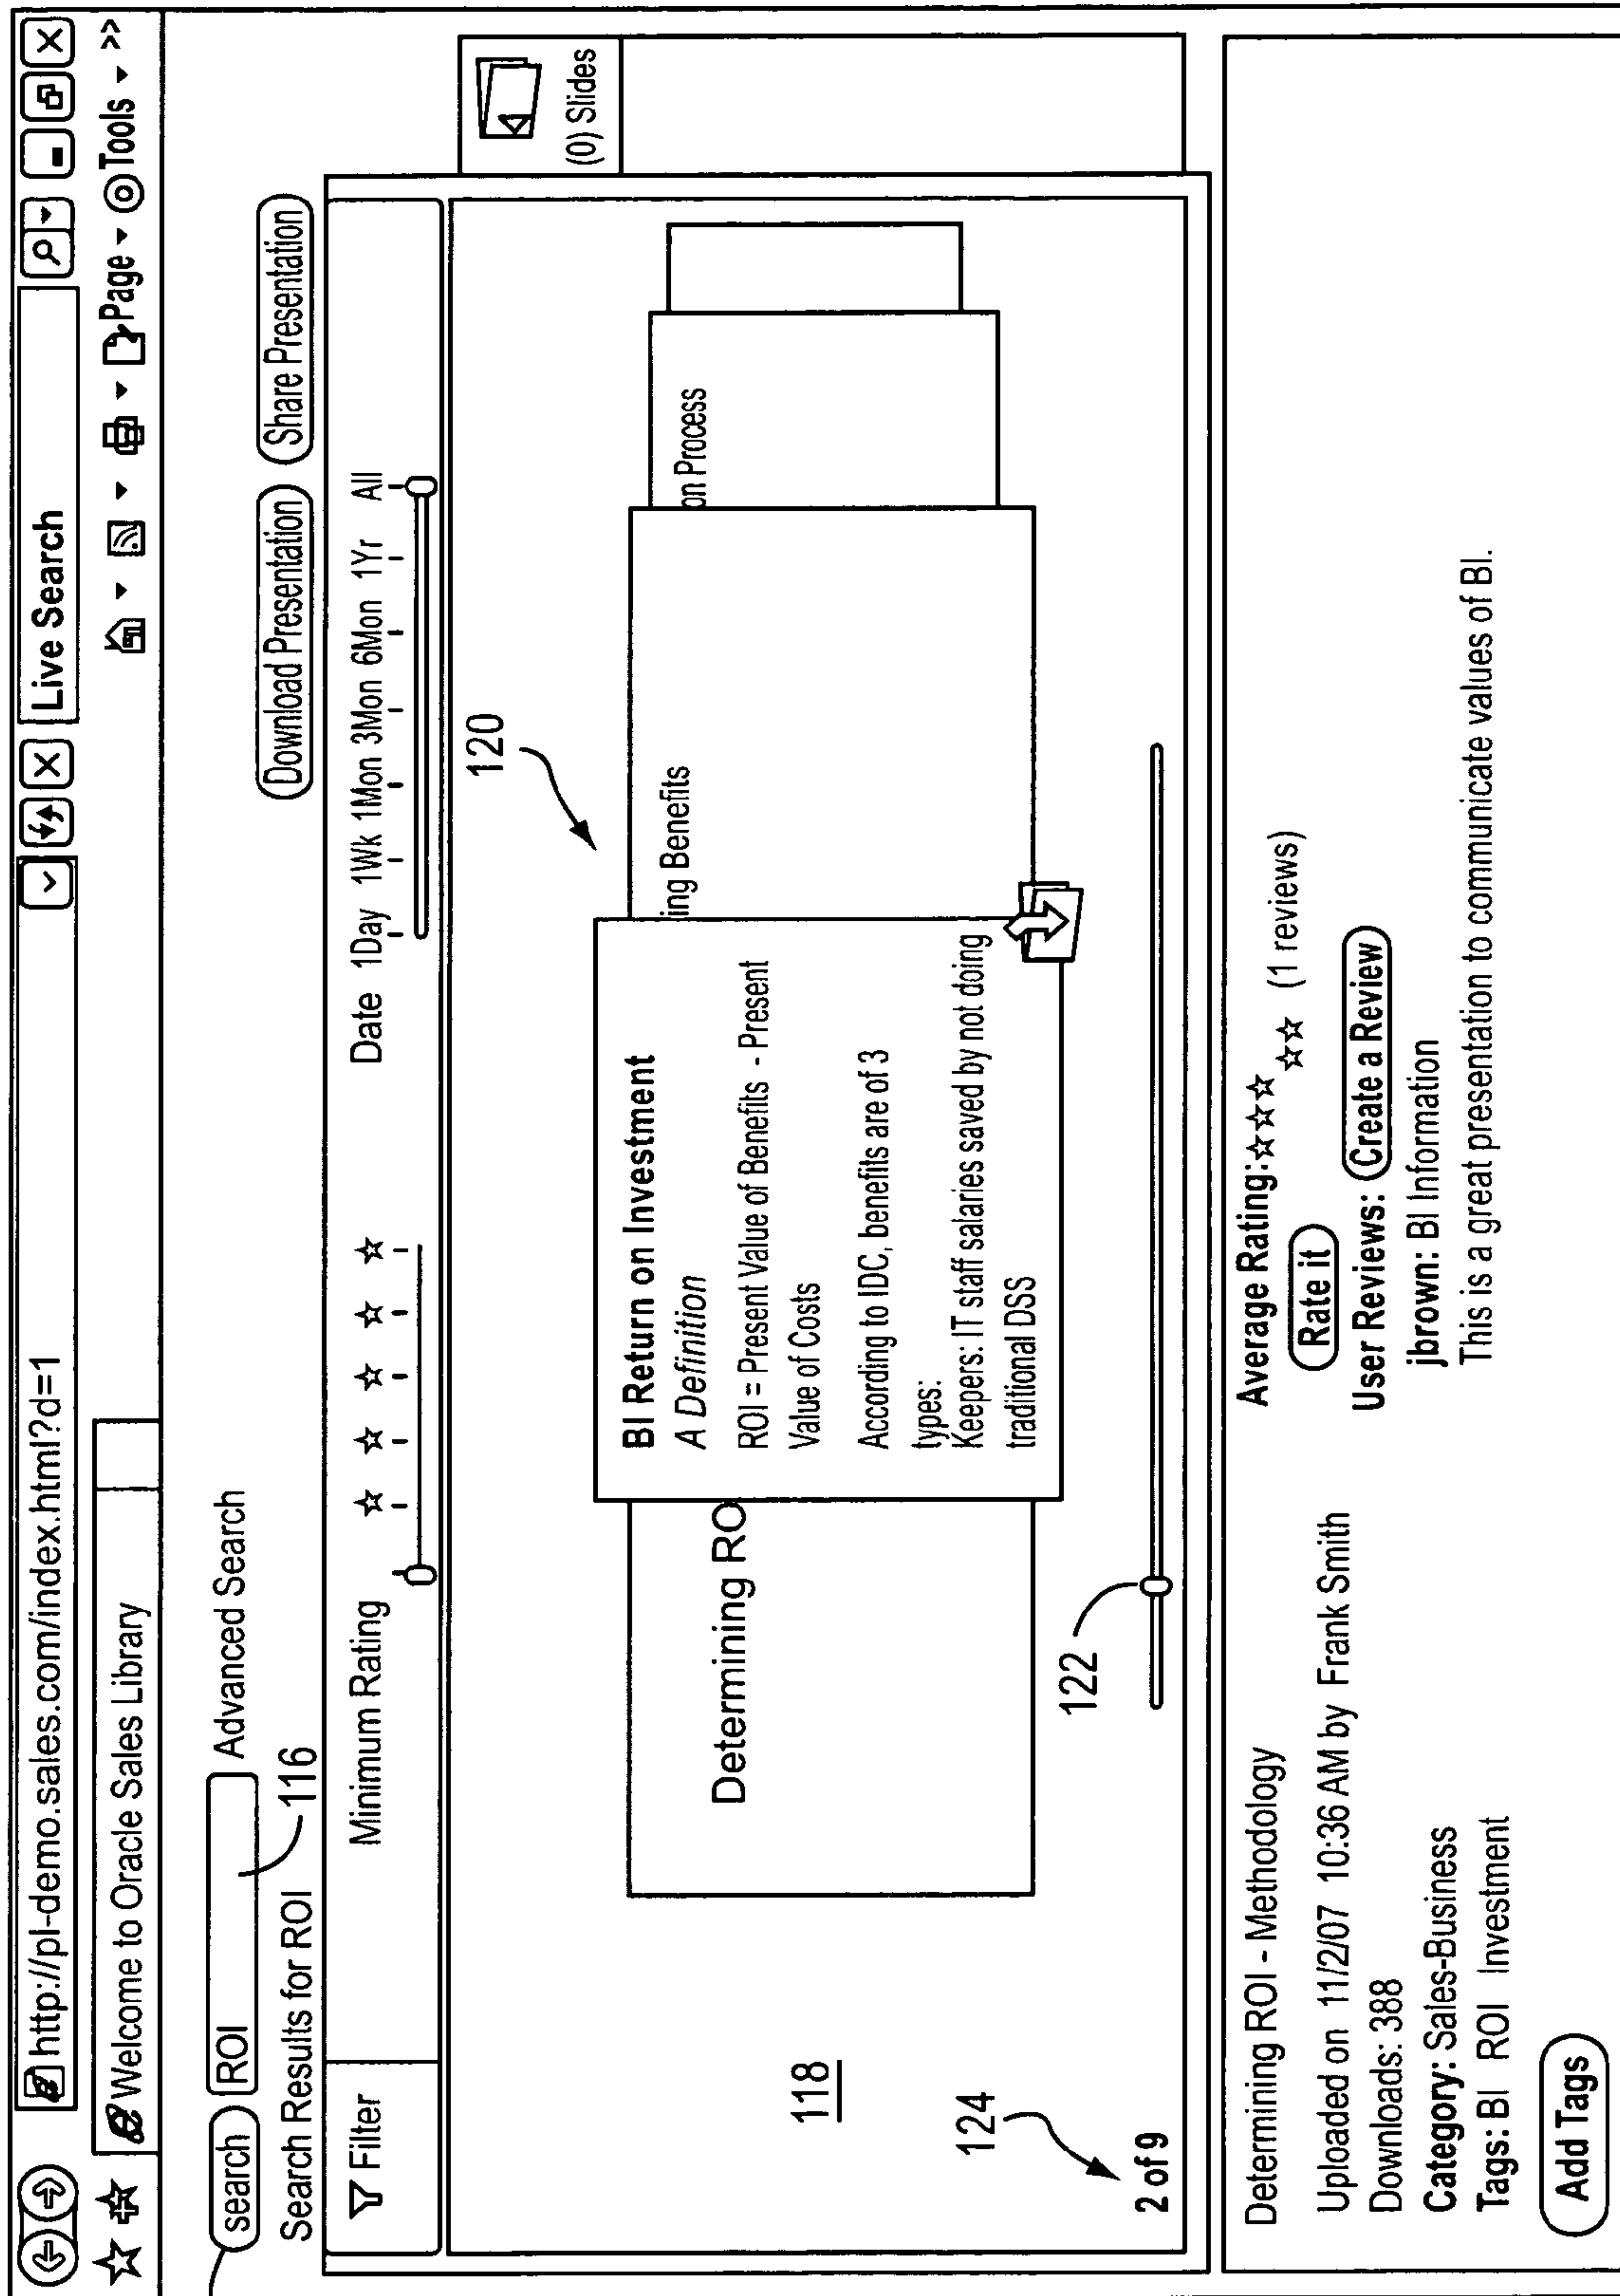 http://pl-demo.sales.com/index.html?d=1
Live Search
Welcome to Oracle Sales Library
Page
Tools
>>
search
ROI
Advanced Search
116
Search Results for ROI
Download Presentation
Share Presentation
Filter
Minimum Rating
Date
1Day
1Wk
1Mon
3Mon
6Mon
1Yr
All
(0) Slides
120
118
Determining RO
BI Return on Investment
A Definition
ROI = Present Value of Benefits - Present
Value of Costs
According to IDC, benefits are of 3
types:
Keepers: IT staff salaries saved by not doing
traditional DSS
ing Benefits
on Process
122
124
2 of 9
Determining ROI - Methodology
Uploaded on 11/2/07 10:36 AM by Frank Smith
Downloads: 388
Category: Sales-Business
Tags: BI ROI Investment
Add Tags
Average Rating:
(1 reviews)
Rate it
User Reviews: Create a Review
jbrown: BI Information
This is a great presentation to communicate values of BI.